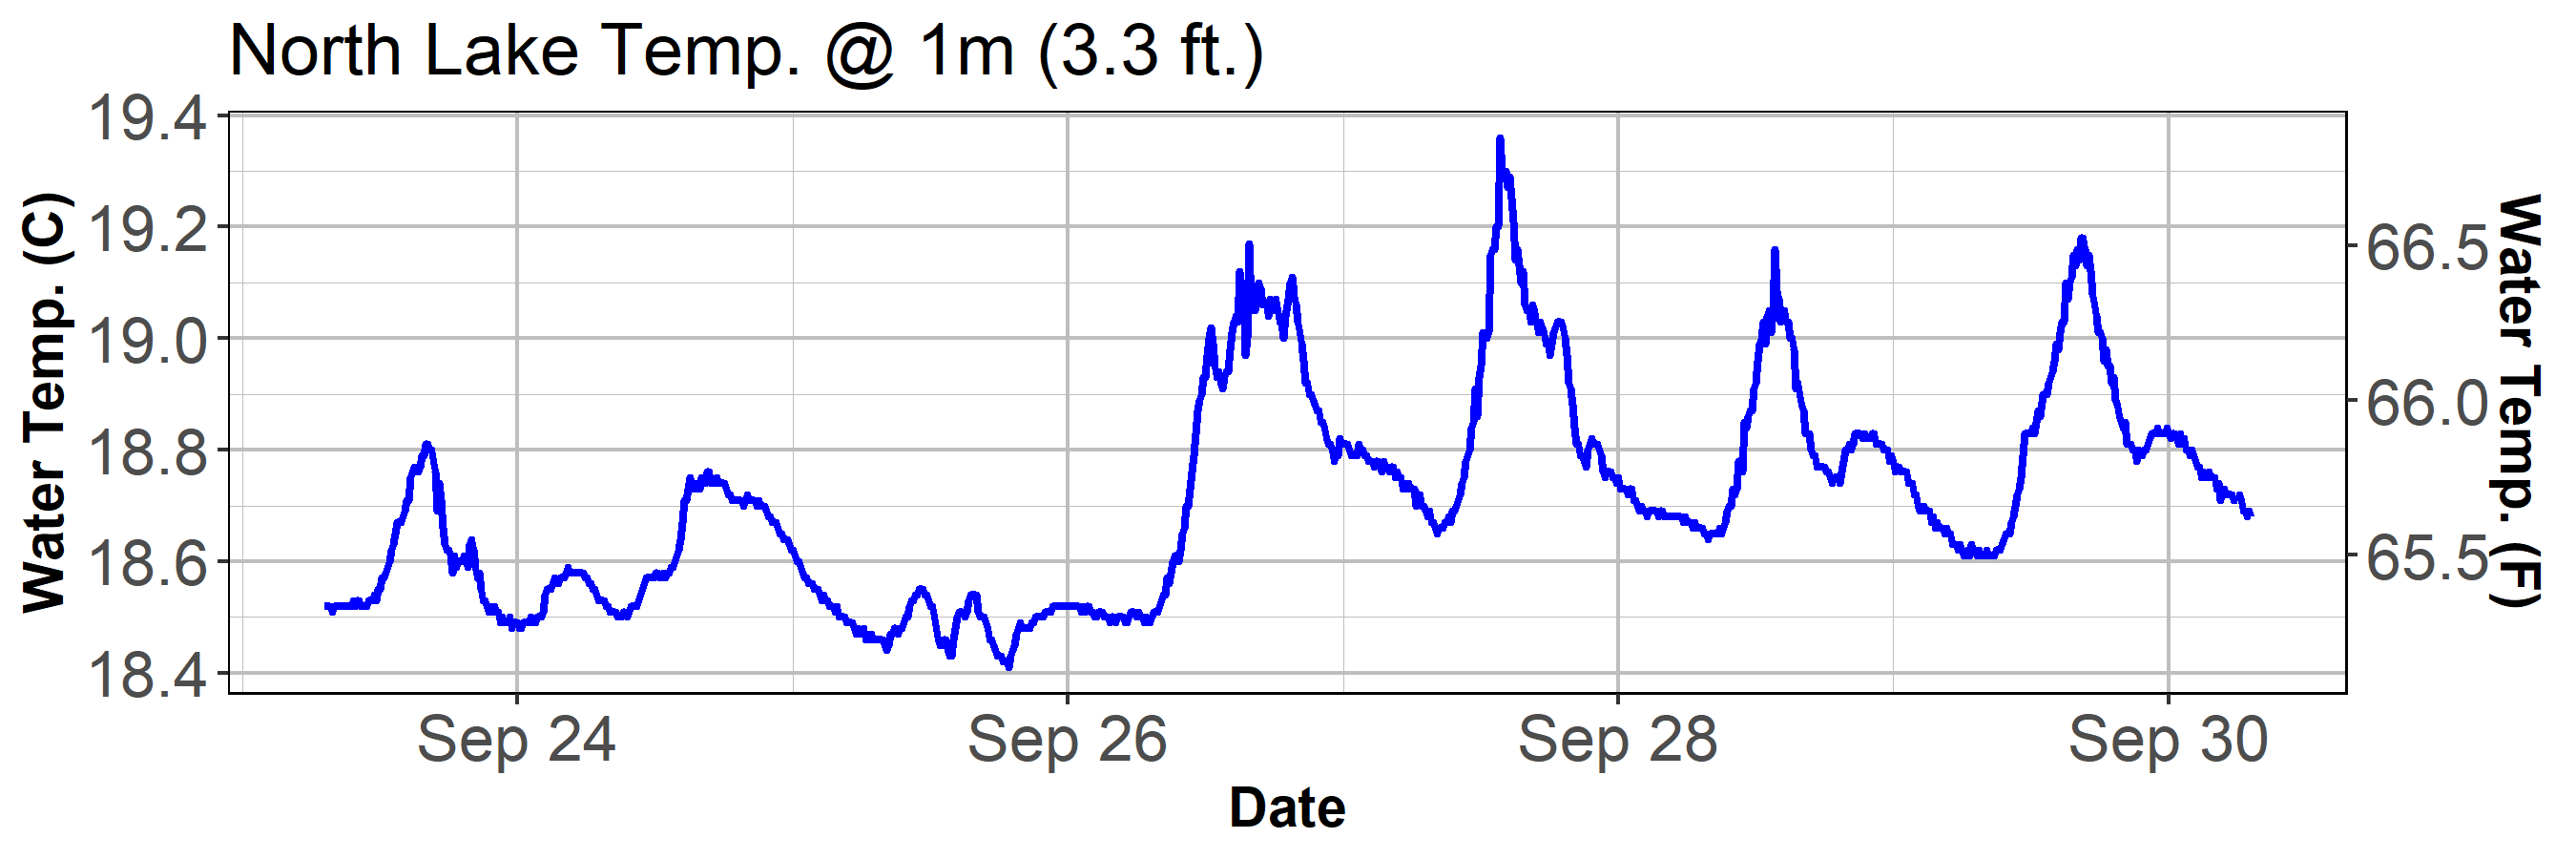 North Lake Temp. @ 1m (3.3 ft.)
Water Temp. (C)
19.4
19.2
19.0
18.8
18.6
18.4
66.5
66.0
65.5
Water Temp. (F)
Sep 24 Sep 26 Sep 28 Sep 30
Date